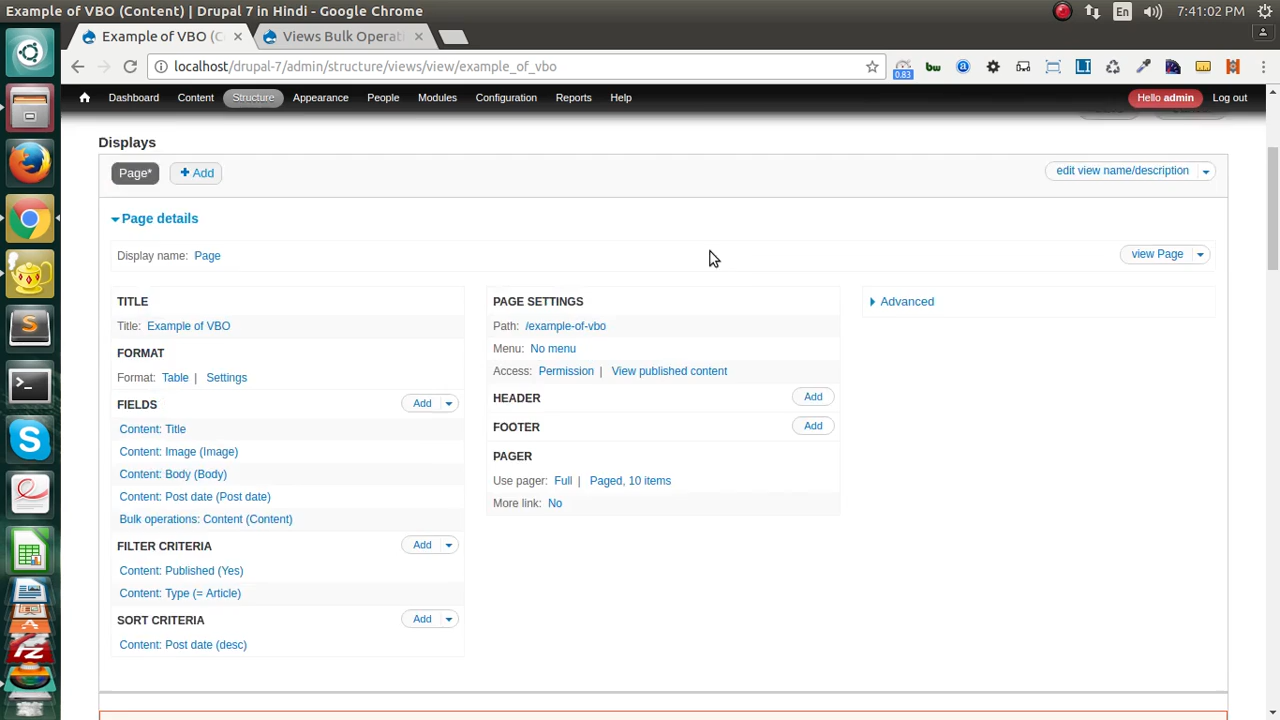 Example of VBO (Content) | Drupal 7 in Hindi - Google Chrome
En
7:41:02 PM
Example of VBO (C
Views Bulk Operati
localhost/drupal-7/admin/structure/views/view/example_of_vbo
0.83
bw
LI
Dashboard
Content
Structure
Appearance
People
Modules
Configuration
Reports
Help
Hello admin
Log out
Displays
Page*
Add
edit view name/description
Page details
Display name: Page
view Page
TITLE
Title: Example of VBO
FORMAT
Format: Table | Settings
FIELDS
Add
Content: Title
Content: Image (Image)
Content: Body (Body)
Content: Post date (Post date)
Bulk operations: Content (Content)
FILTER CRITERIA
Add
Content: Published (Yes)
Content: Type (= Article)
SORT CRITERIA
Add
Content: Post date (desc)
PAGE SETTINGS
Path: /example-of-vbo
Menu: No menu
Access: Permission | View published content
HEADER
Add
FOOTER
Add
PAGER
Use pager: Full | Paged, 10 items
More link: No
Advanced